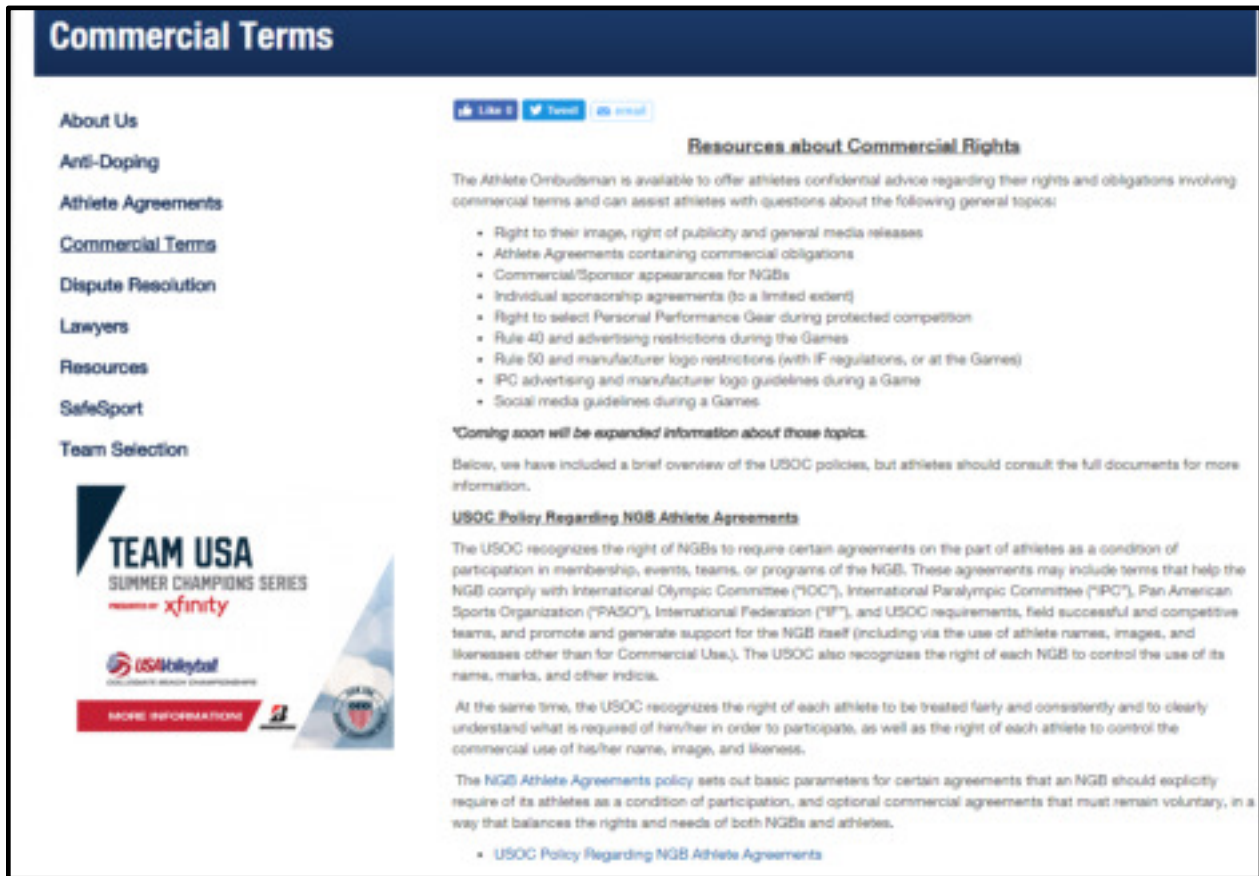 Commercial Terms
About Us
Anti-Doping
Athlete Agreements
Commercial Terms
Dispute Resolution
Lawyers
Resources
SafeSport
Team Selection
TEAM USA
SUMMER CHAMPIONS SERIES
PRESENTED BY xfinity
USAVolleyball
COLLEGIATE BEACH CHAMPIONSHIPS
MORE INFORMATION!
Like 0 Tweet email
Resources about Commercial Rights
The Athlete Ombudsman is available to offer athletes confidential advice regarding their rights and obligations involving
commercial terms and can assist athletes with questions about the following general topics:
• Right to their image, right of publicity and general media releases
• Athlete Agreements containing commercial obligations
• Commercial/Sponsor appearances for NGBs
• Individual sponsorship agreements (to a limited extent)
• Right to select Personal Performance Gear during protected competition
• Rule 40 and advertising restrictions during the Games
• Rule 50 and manufacturer logo restrictions (with IF regulations, or at the Games)
• IPC advertising and manufacturer logo guidelines during a Game
• Social media guidelines during a Games
*Coming soon will be expanded information about those topics.
Below, we have included a brief overview of the USOC policies, but athletes should consult the full documents for more
information.
USOC Policy Regarding NGB Athlete Agreements
The USOC recognizes the right of NGBs to require certain agreements on the part of athletes as a condition of
participation in membership, events, teams, or programs of the NGB. These agreements may include terms that help the
NGB comply with International Olympic Committee ("IOC"), International Paralympic Committee ("IPC"), Pan American
Sports Organization ("PASO"), International Federation ("IF"), and USOC requirements, field successful and competitive
teams, and promote and generate support for the NGB itself (including via the use of athlete names, images, and
likenesses other than for Commercial Use.). The USOC also recognizes the right of each NGB to control the use of its
name, marks, and other indicia.
At the same time, the USOC recognizes the right of each athlete to be treated fairly and consistently and to clearly
understand what is required of him/her in order to participate, as well as the right of each athlete to control the
commercial use of his/her name, image, and likeness.
The NGB Athlete Agreements policy sets out basic parameters for certain agreements that an NGB should explicitly
require of its athletes as a condition of participation, and optional commercial agreements that must remain voluntary, in a
way that balances the rights and needs of both NGBs and athletes.
• USOC Policy Regarding NGB Athlete Agreements